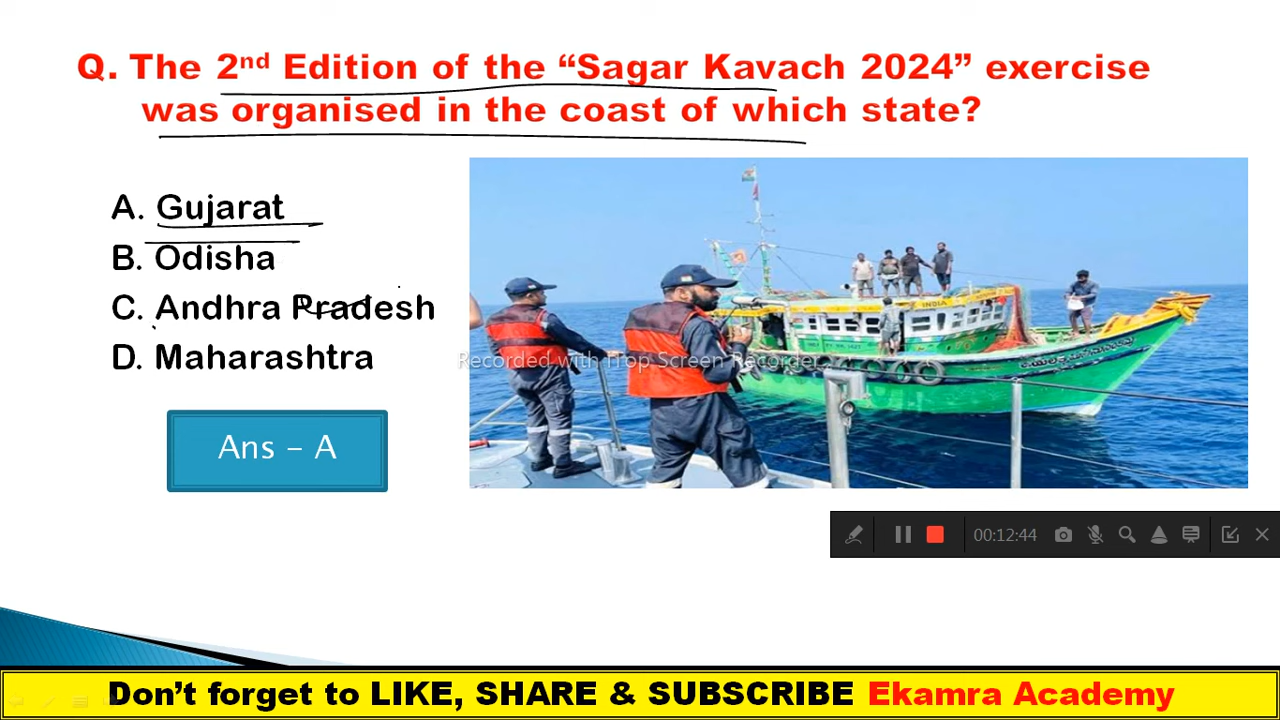 Q. The 2nd Edition of the “Sagar Kavach 2024” exercise
was organised in the coast of which state?
A. Gujarat
B. Odisha
C. Andhra Pradesh
D. Maharashtra
INDIA
Recorded with iTop Screen Recorder
Ans – A
00:12:44
Don’t forget to LIKE, SHARE & SUBSCRIBE Ekamra Academy